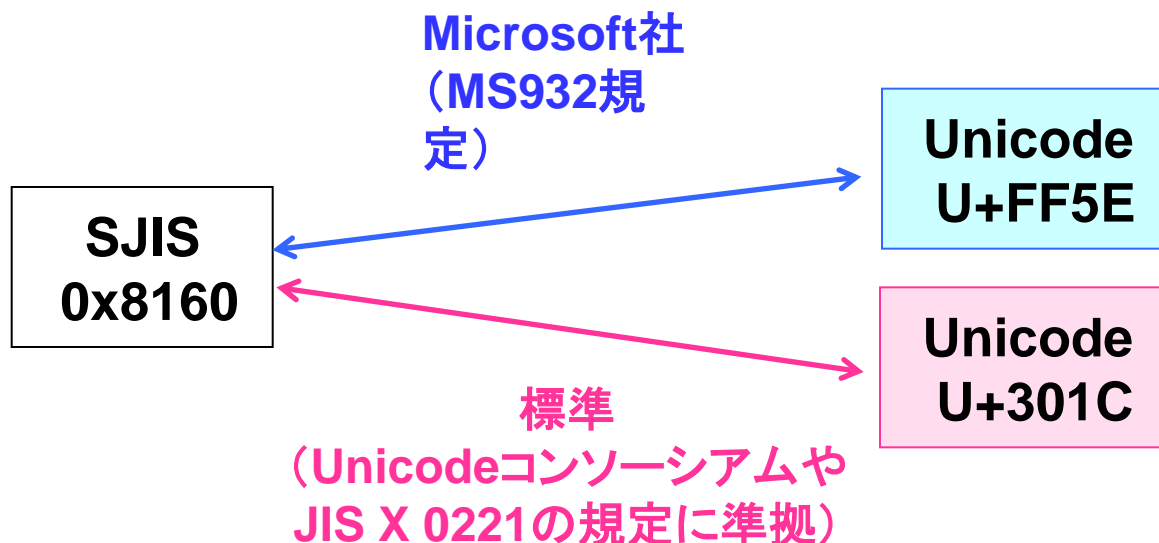 Microsoft社
（MS932規
定）
SJIS
0x8160
Unicode
U+FF5E
Unicode
U+301C
標準
（Unicodeコンソーシアムや
JIS X 0221の規定に準拠）